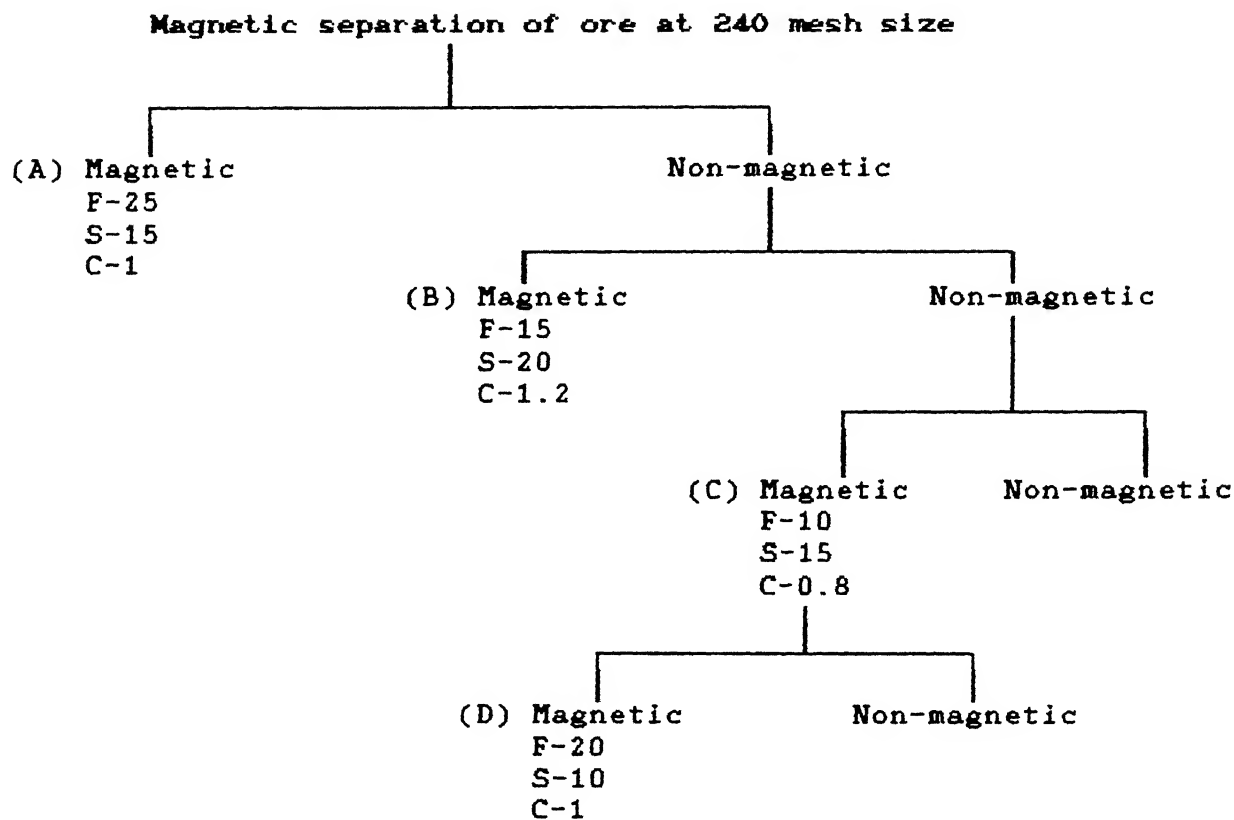 Magnetic separation of ore at 240 mesh size
(A) Magnetic
F-25
S-15
C-1
Non-magnetic
(B) Magnetic
F-15
S-20
C-1.2
Non-magnetic
(C) Magnetic
F-10
S-15
C-0.8
Non-magnetic
(D) Magnetic
F-20
S-10
C-1
Non-magnetic